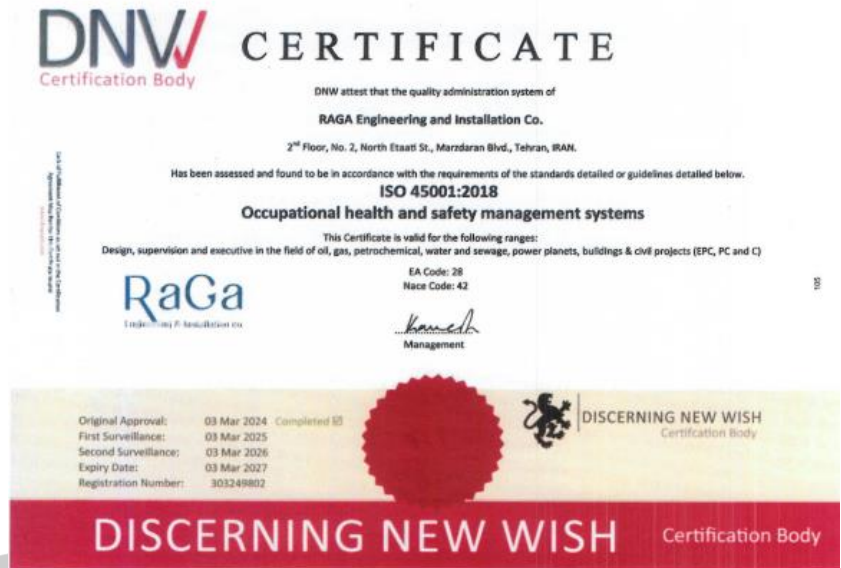 DNW
Certification Body
CERTIFICATE
DNW attest that the quality administration system of
RAGA Engineering and Installation Co.
2nd Floor, No. 2, North Etaati St., Marzdaran Blvd., Tehran, IRAN.
Has been assessed and found to be in accordance with the requirements of the standards detailed or guidelines detailed below.
ISO 45001:2018
Occupational health and safety management systems
This Certificate is valid for the following ranges:
Design, supervision and executive in the field of oil, gas, petrochemical, water and sewage, power planets, buildings & civil projects (EPC, PC and C)
EA Code: 28
Nace Code: 42
RaGa
Engineering & Installation co.
Management
105
Original Approval: 03 Mar 2024 Completed ☑
First Surveillance: 03 Mar 2025
Second Surveillance: 03 Mar 2026
Expiry Date: 03 Mar 2027
Registration Number: 303249802
DISCERNING NEW WISH
Certifcation Body
DISCERNING NEW WISH
Certification Body